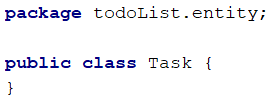 package todoList.entity;
public class Task {
}